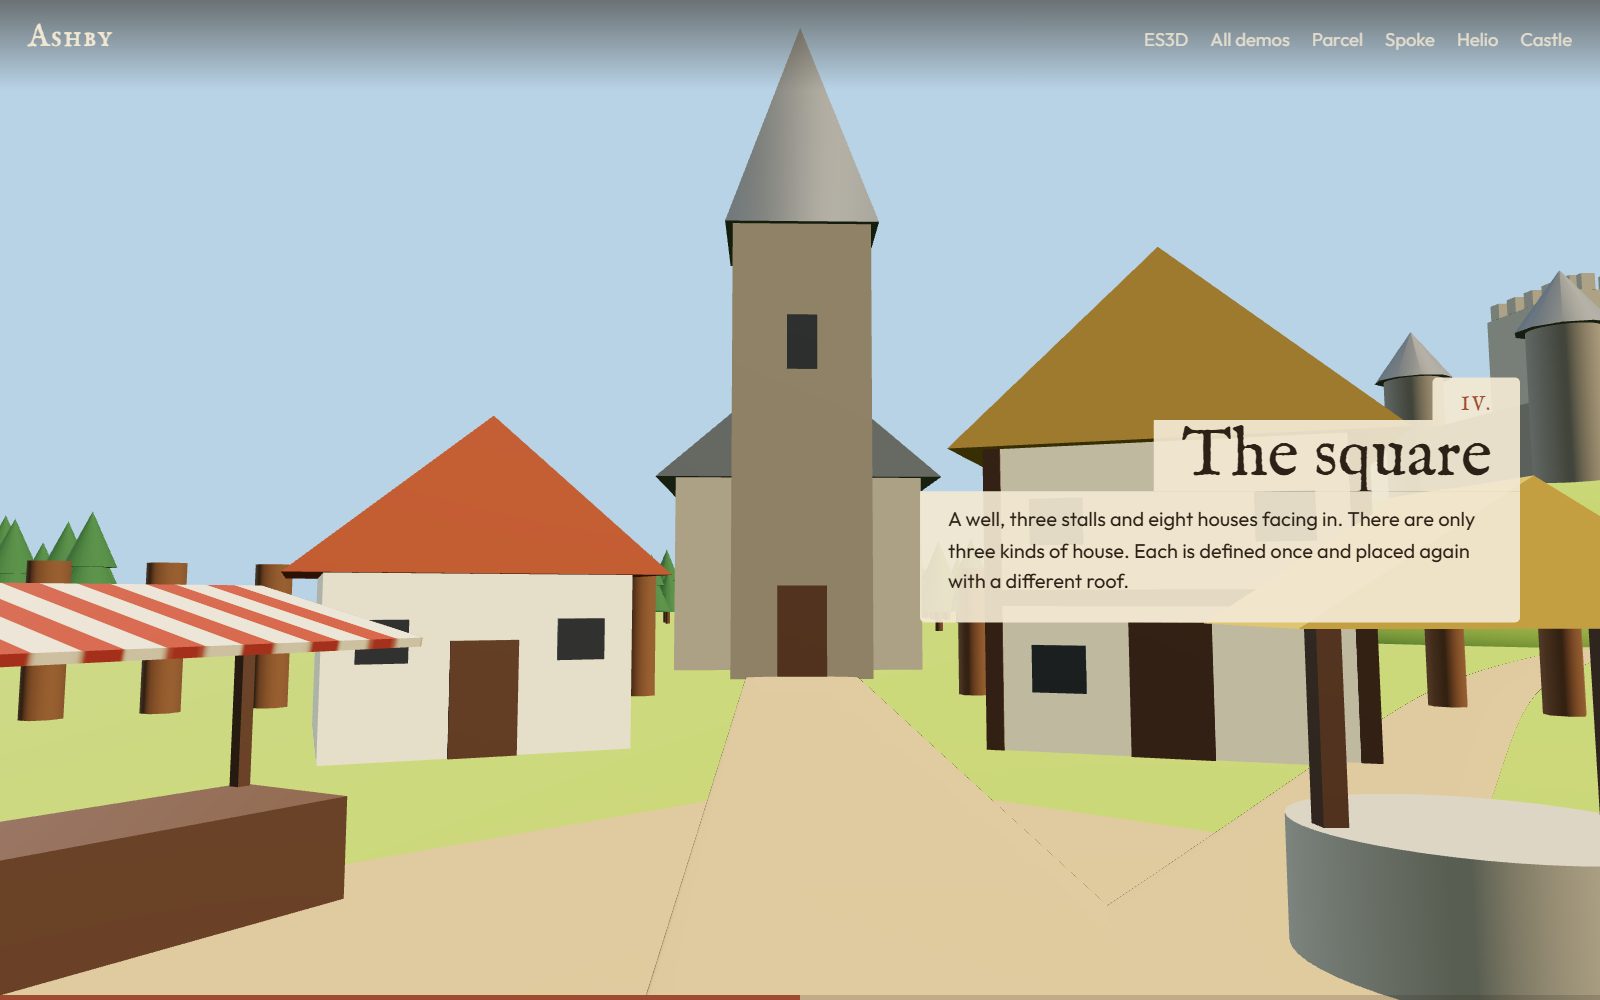 Ashby
ES3D All demos Parcel Spoke Helio Castle
IV.
The square
A well, three stalls and eight houses facing in. There are only
three kinds of house. Each is defined once and placed again
with a different roof.